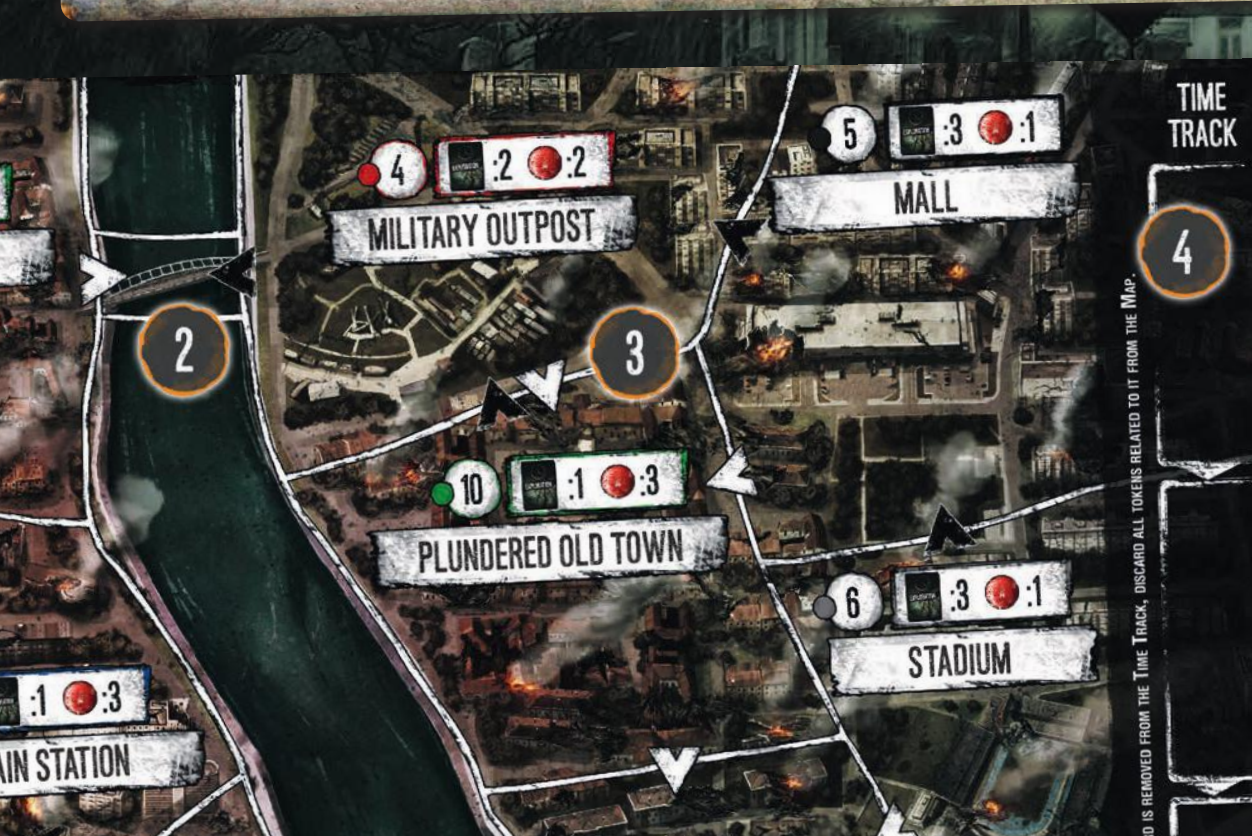 TIME
TRACK
4
4
:2
:2
MILITARY OUTPOST
5
:3
:1
MALL
2
3
10
:1
:3
PLUNDERED OLD TOWN
6
:3
:1
STADIUM
:1
:3
AIN STATION
IS REMOVED FROM THE TIME TRACK, DISCARD ALL TOKENS RELATED TO IT FROM THE MAP.